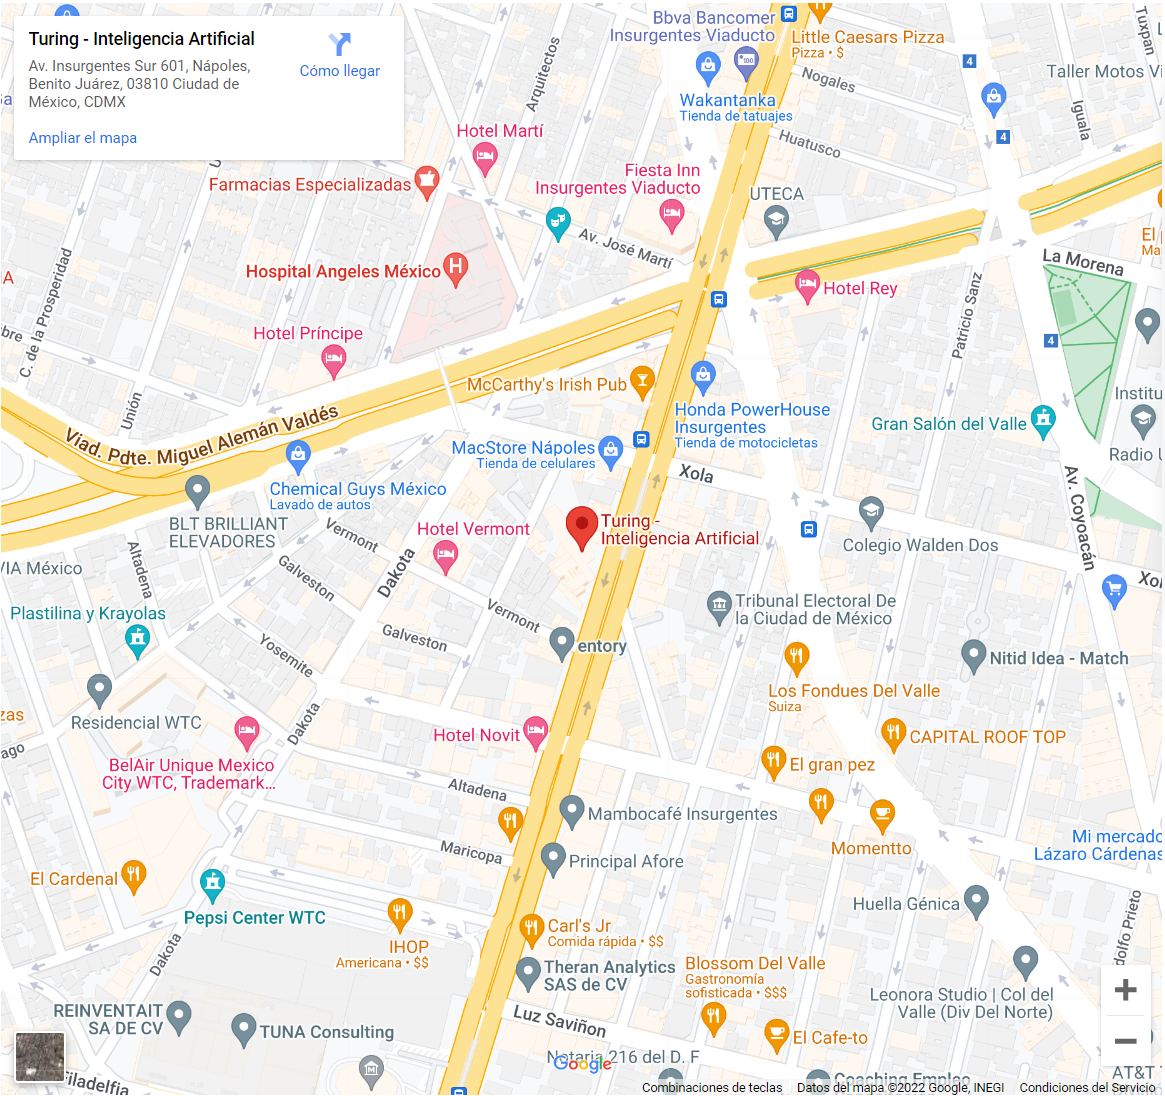 Turing - Inteligencia Artificial
Av. Insurgentes Sur 601, Nápoles,
Benito Juárez, 03810 Ciudad de
México, CDMX
Cómo llegar
Ampliar el mapa
Bbva Bancomer
Insurgentes Viaducto
Little Caesars Pizza
Pizza • $
Nogales
4
Tuxpan
Taller Motos Vi
Arquitectos
Wakantanka
Tienda de tatuajes
4
Iguala
Huatusco
Hotel Martí
Farmacias Especializadas
Fiesta Inn
Insurgentes Viaducto
UTECA
Av. José Martí
El
Ma
La Morena
Hospital Angeles México
Hotel Rey
C. de la Prosperidad
A
bre
Patricio Sanz
4
Hotel Príncipe
McCarthy's Irish Pub
Honda PowerHouse
Insurgentes
Tienda de motocicletas
Institu
Gran Salón del Valle
Radio U
Unión
Viad. Pdte. Miguel Alemán Valdés
MacStore Nápoles
Tienda de celulares
Xola
Av. Coyoacán
Chemical Guys México
Lavado de autos
BLT BRILLIANT
ELEVADORES
Vermont
Hotel Vermont
Turing -
Inteligencia Artificial
Colegio Walden Dos
Xo
VIA México
Altadena
Galveston
Dakota
Plastilina y Krayolas
Vermont
Tribunal Electoral De
la Ciudad de México
Galveston
entory
Yosemite
Nitid Idea - Match
Los Fondues Del Valle
Suiza
Residencial WTC
zas
ago
Dakota
Hotel Novit
CAPITAL ROOF TOP
BelAir Unique Mexico
City WTC, Trademark...
El gran pez
Altadena
Mambocafé Insurgentes
Momentto
Mi mercado
Lázaro Cárdenas
Maricopa
Principal Afore
El Cardenal
Pepsi Center WTC
Huella Génica
dolfo Prieto
IHOP
Americana • $$
Carl's Jr
Comida rápida • $$
Dakota
Theran Analytics
SAS de CV
Blossom Del Valle
Gastronomía
sofisticada • $$$
Leonora Studio | Col del
Valle (Div Del Norte)
REINVENTAIT
SA DE CV
TUNA Consulting
Luz Saviñon
El Cafe-to
Notaria 216 del D. F
Google
Filadelfia
Coaching Empleo
AT&T
Combinaciones de teclas
Datos del mapa ©2022 Google, INEGI
Condiciones del Servicio